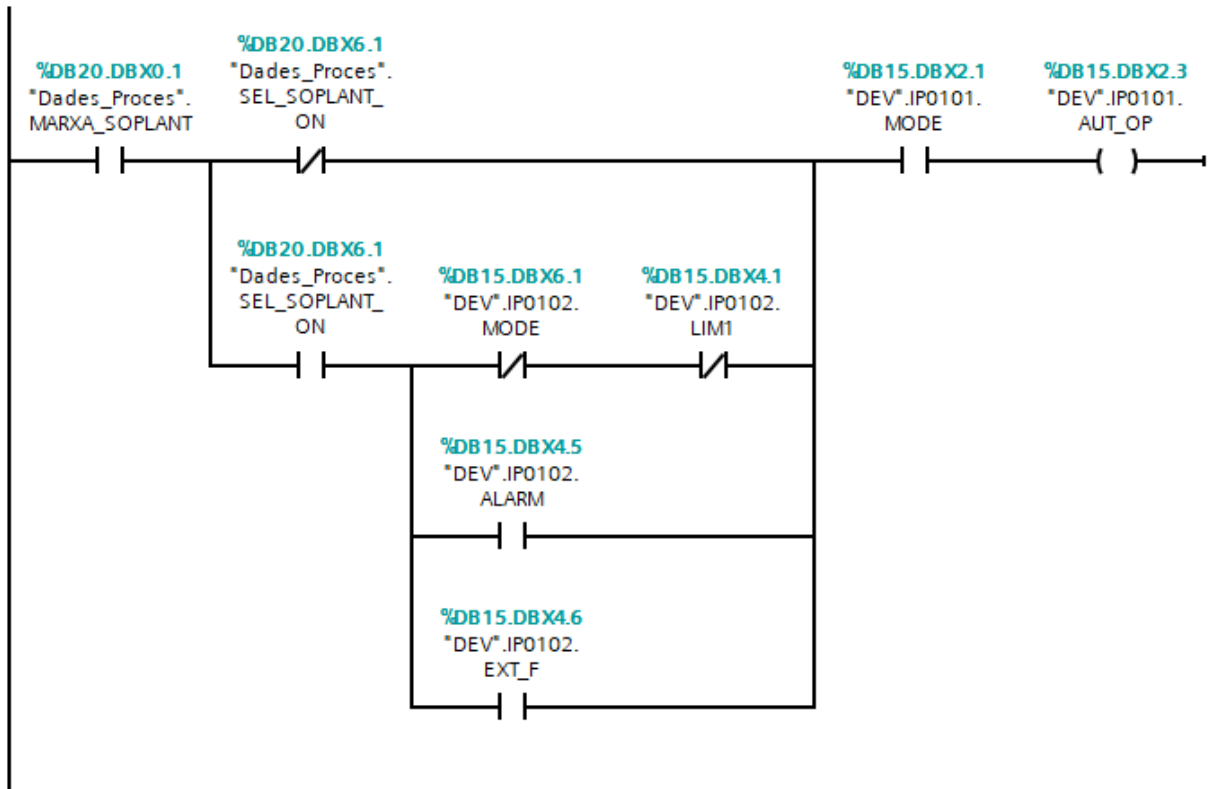 %DB20.DBX0.1
"Dades_Proces".
MARXA_SOPLANT
%DB20.DBX6.1
"Dades_Proces".
SEL_SOPLANT_
ON
%DB15.DBX2.1
"DEV".IP0101.
MODE
%DB15.DBX2.3
"DEV".IP0101.
AUT_OP
%DB20.DBX6.1
"Dades_Proces".
SEL_SOPLANT_
ON
%DB15.DBX6.1
"DEV".IP0102.
MODE
%DB15.DBX4.1
"DEV".IP0102.
LIM1
%DB15.DBX4.5
"DEV".IP0102.
ALARM
%DB15.DBX4.6
"DEV".IP0102.
EXT_F